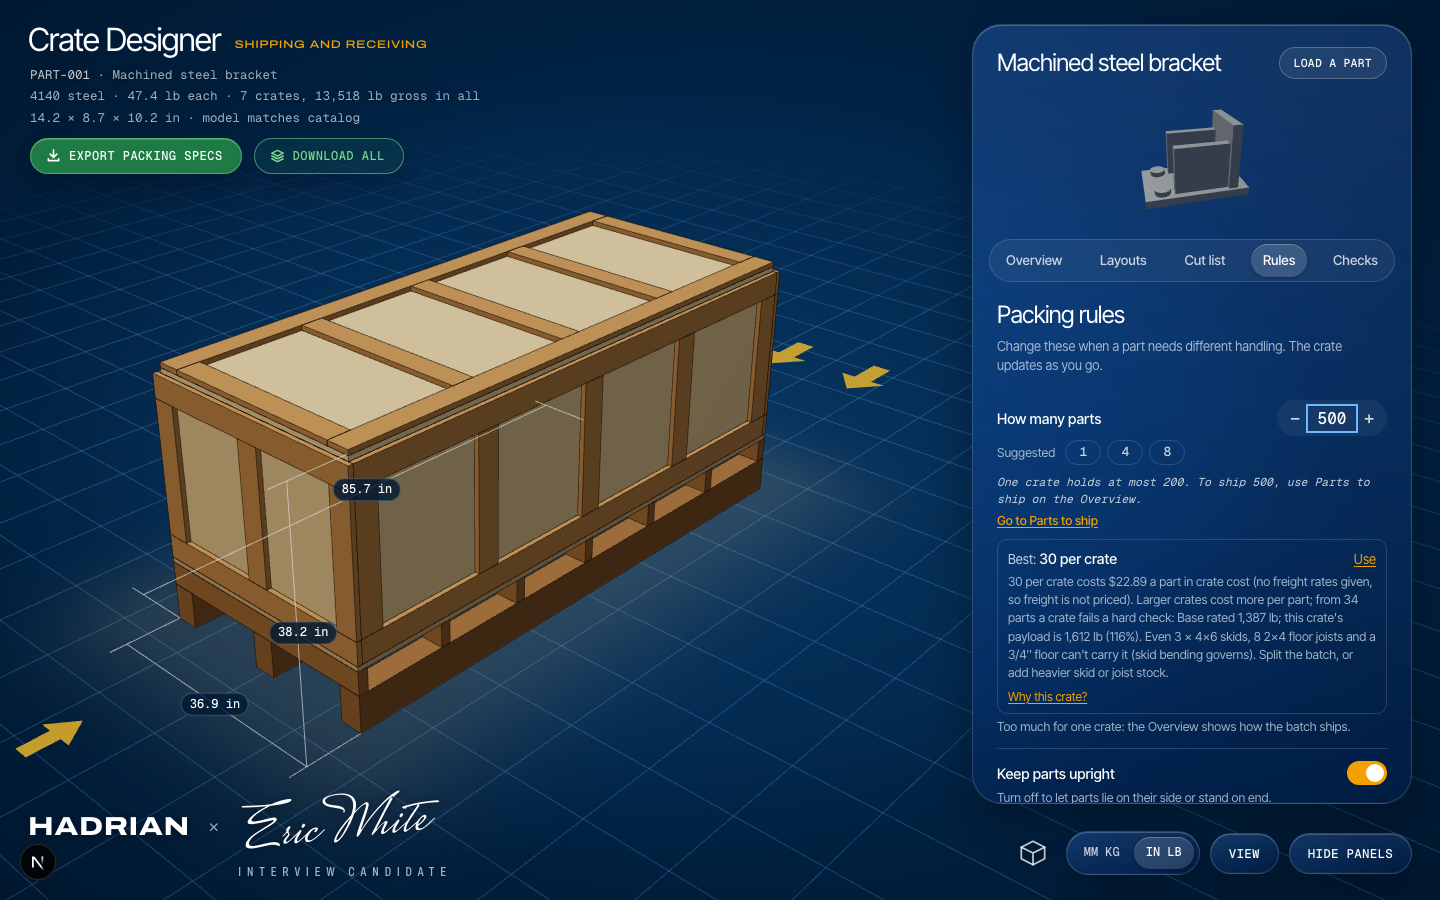 Crate Designer SHIPPING AND RECEIVING
PART-001 · Machined steel bracket
4140 steel · 47.4 lb each · 7 crates, 13,518 lb gross in all
14.2 × 8.7 × 10.2 in · model matches catalog
EXPORT PACKING SPECS
DOWNLOAD ALL
85.7 in
38.2 in
36.9 in
HADRIAN × Eric White
INTERVIEW CANDIDATE
N
Machined steel bracket
LOAD A PART
Overview Layouts Cut list Rules Checks
Packing rules
Change these when a part needs different handling. The crate
updates as you go.
How many parts − 500 +
Suggested 1 4 8
One crate holds at most 200. To ship 500, use Parts to
ship on the Overview.
Go to Parts to ship
Best: 30 per crate Use
30 per crate costs $22.89 a part in crate cost (no freight rates given,
so freight is not priced). Larger crates cost more per part; from 34
parts a crate fails a hard check: Base rated 1,387 lb; this crate's
payload is 1,612 lb (116%). Even 3 × 4×6 skids, 8 2×4 floor joists and a
3/4" floor can't carry it (skid bending governs). Split the batch, or
add heavier skid or joist stock.
Why this crate?
Too much for one crate: the Overview shows how the batch ships.
Keep parts upright
Turn off to let parts lie on their side or stand on end.
MM KG IN LB
VIEW
HIDE PANELS